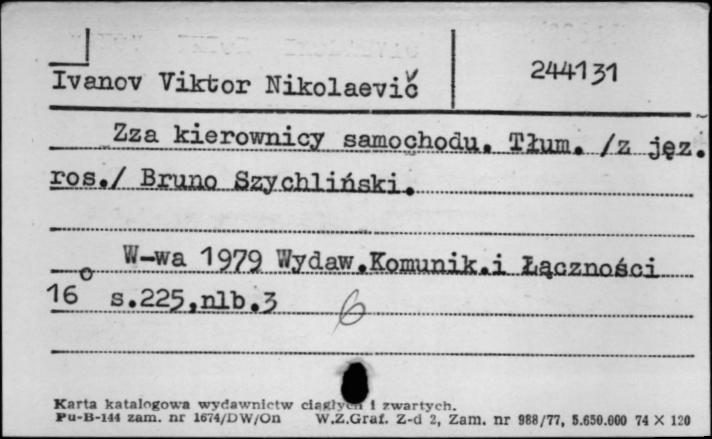 Ivanov Viktor Nikolaevič
244131
Zza kierownicy samochodu. Tłum. /z jęz.
ros./ Bruno Szychliński.
W-wa 1979 Wydaw.Komunik.i Łączności
16° s.225,nlb.3
6
Karta katalogowa wydawnictw ciągłych i zwartych.
Pu-B-144 zam. nr 1674/DW/On W.Z.Graf. Z-d 2, Zam. nr 988/77, 5.650.000 74 X 120